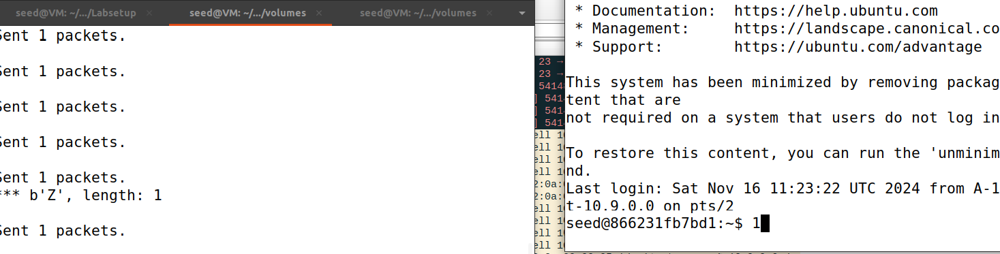 seed@VM: ~/.../Labsetup
seed@VM: ~/.../volumes
seed@VM: ~/.../volumes
Sent 1 packets.
Sent 1 packets.
Sent 1 packets.
Sent 1 packets.
Sent 1 packets.
*** b'Z', length: 1
Sent 1 packets.
23 →
23 →
5414
] 541
] 541
] 541
ell 1
ell 1
ell 1
ell 1
2:0a:
2:0a:
ell 1
ell 1
ell 1
ell 1
* Documentation: https://help.ubuntu.com
* Management: https://landscape.canonical.co
* Support: https://ubuntu.com/advantage
This system has been minimized by removing packag
tent that are
not required on a system that users do not log in
To restore this content, you can run the 'unminim
nd.
Last login: Sat Nov 16 11:23:22 UTC 2024 from A-1
t-10.9.0.0 on pts/2
seed@866231fb7bd1:~$ 1